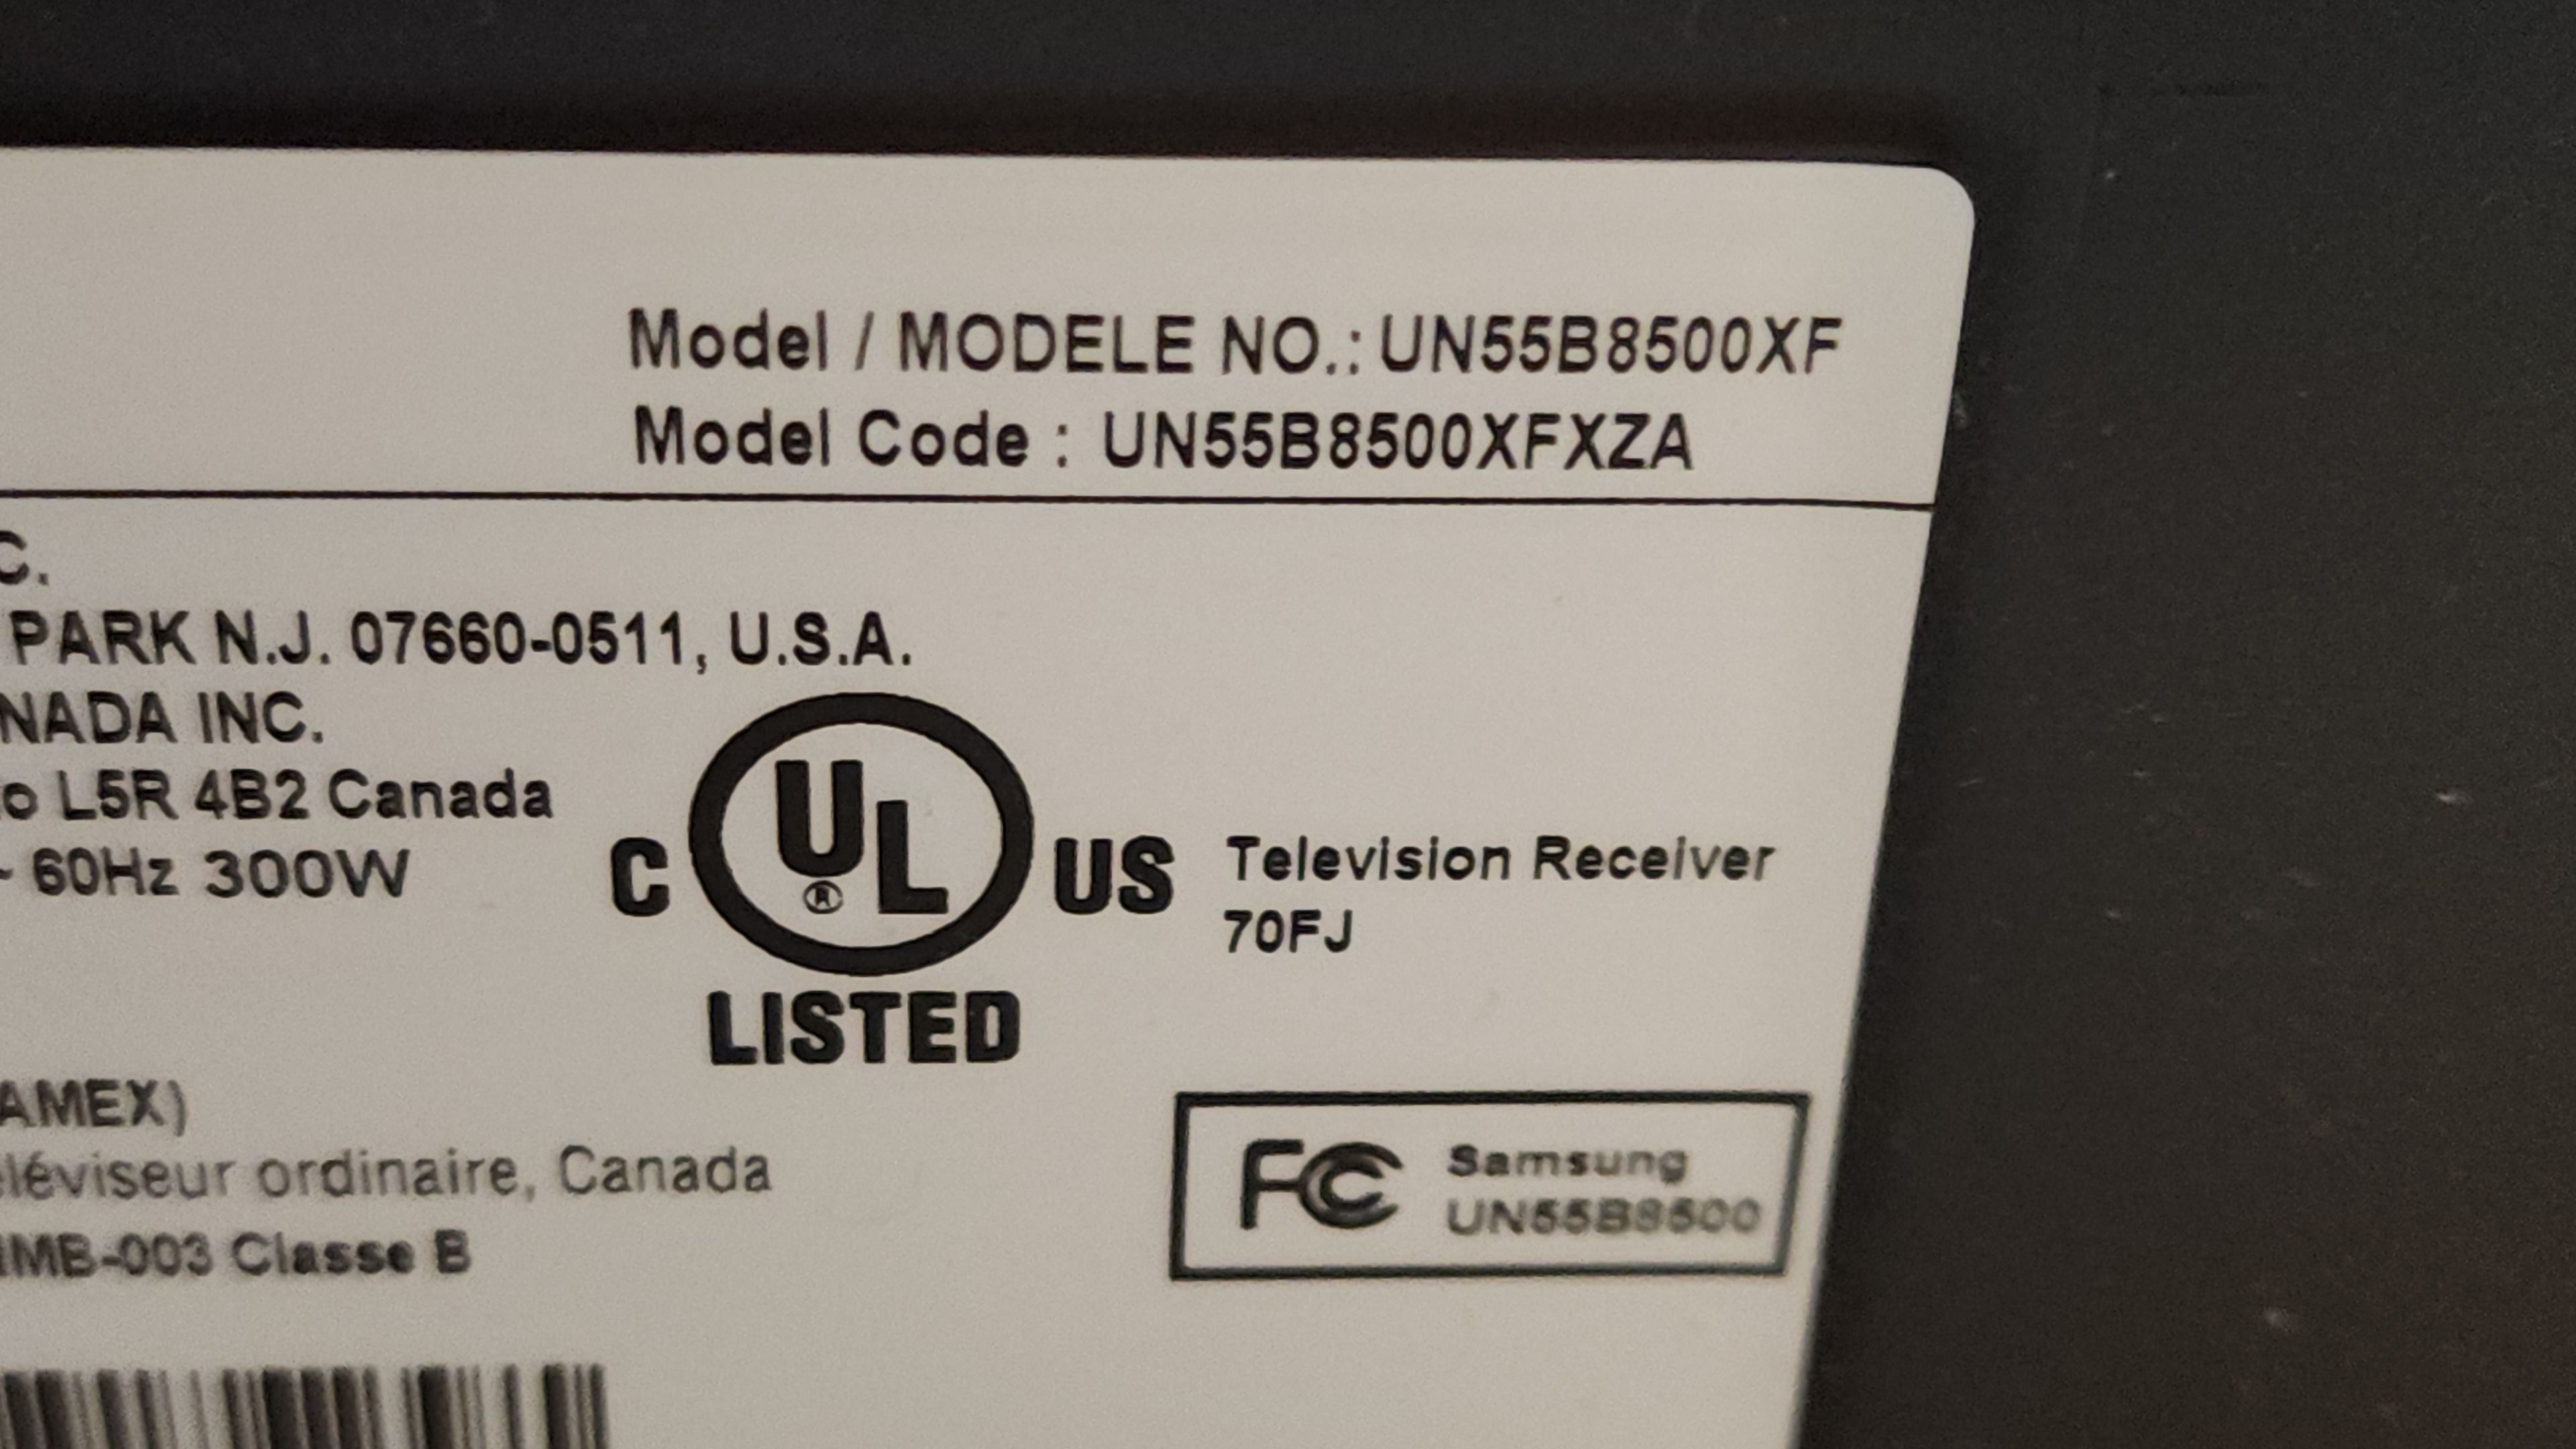 Model / MODELE NO.: UN55B8500XF
Model Code : UN55B8500XFXZA
C.
PARK N.J. 07660-0511, U.S.A.
NADA INC.
o L5R 4B2 Canada
~ 60Hz 300W
C UL ® US
LISTED
Television Receiver
70FJ
AMEX)
léviseur ordinaire, Canada
MB-003 Classe B
FC Samsung
UN55B8500